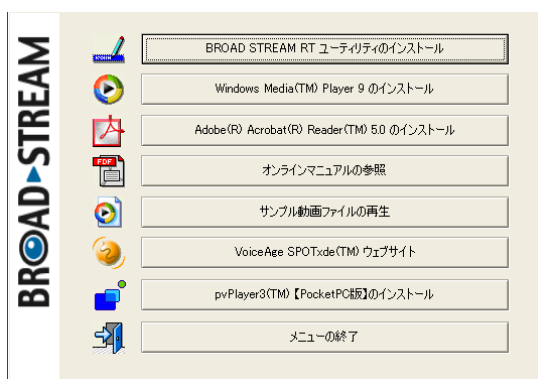 BROAD STREAM
BROAD STREAM RT ユーティリティのインストール
Windows Media(TM) Player 9 のインストール
Adobe(R) Acrobat(R) Reader(TM) 5.0 のインストール
PDF
オンラインマニュアルの参照
サンプル動画ファイルの再生
VoiceAge SPOTxde(TM) ウェブサイト
pvPlayer3(TM)【PocketPC版】のインストール
メニューの終了